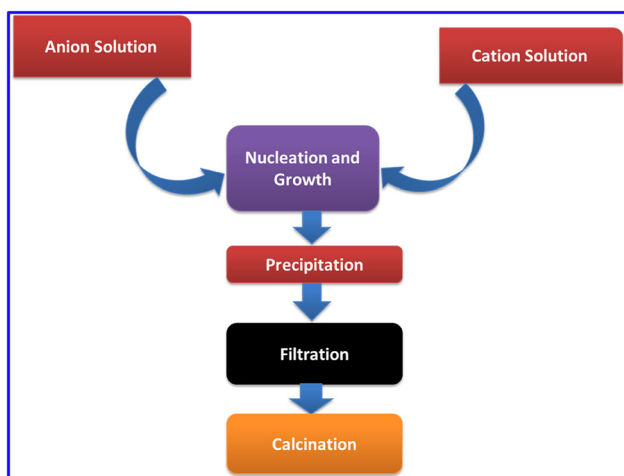 Anion Solution
Cation Solution
Nucleation and
Growth
Precipitation
Filtration
Calcination